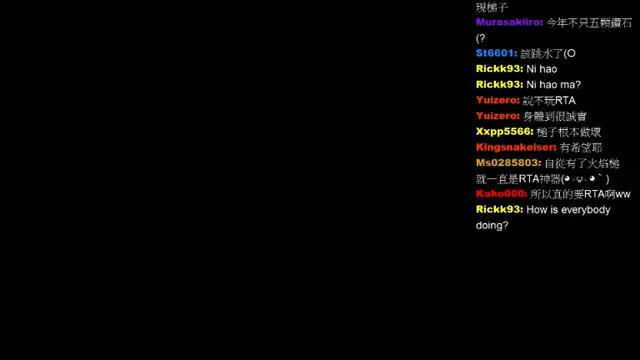 現梯子
Murasakiiro: 今年不只五顆鑽石
(?
St6601: 該跳水了(O
Rickk93: Ni hao
Rickk93: Ni hao ma?
Yuizero: 說不玩RTA
Yuizero: 身體到很誠實
Xxpp5566: 槌子根本做壞
Kingsnakeiser: 有希望耶
Ms0285803: 自從有了火焰槌
就一直是RTA神器(◕◡◕｀)
Kaho000: 所以真的要RTA啊ww
Rickk93: How is everybody
doing?